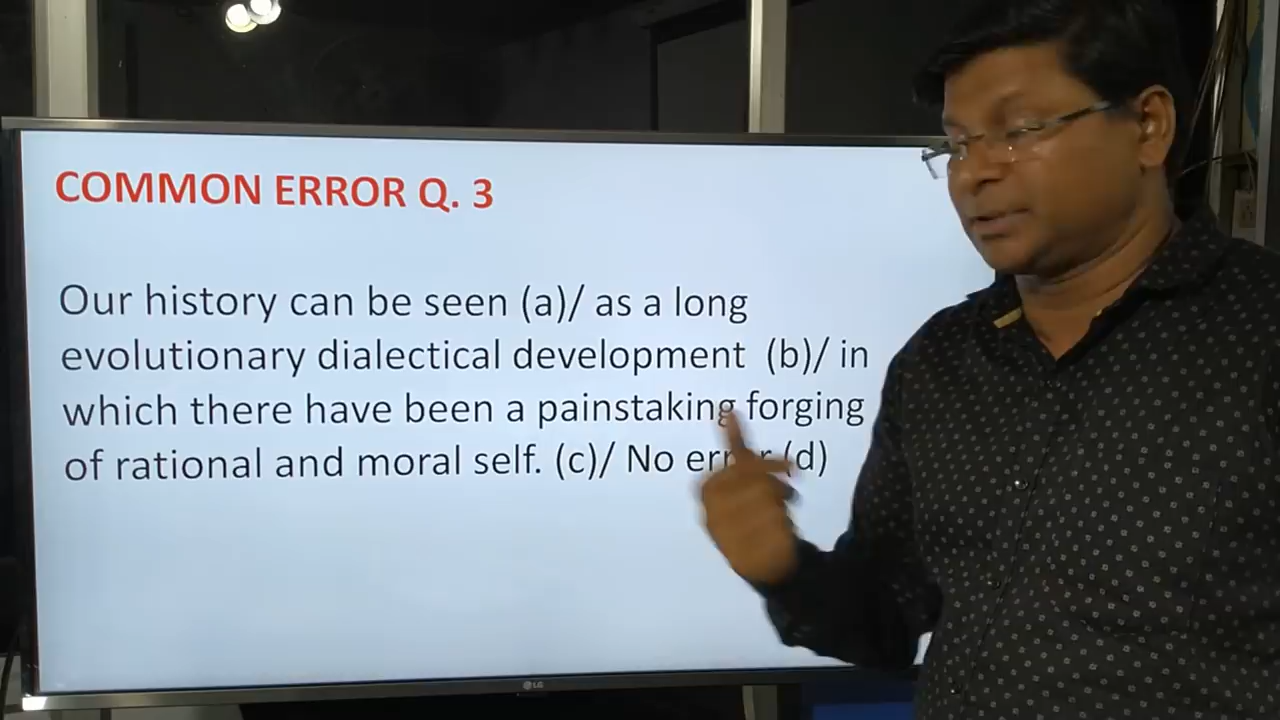 COMMON ERROR Q. 3
Our history can be seen (a)/ as a long
evolutionary dialectical development (b)/ in
which there have been a painstaking forging
of rational and moral self. (c)/ No error (d)
LG